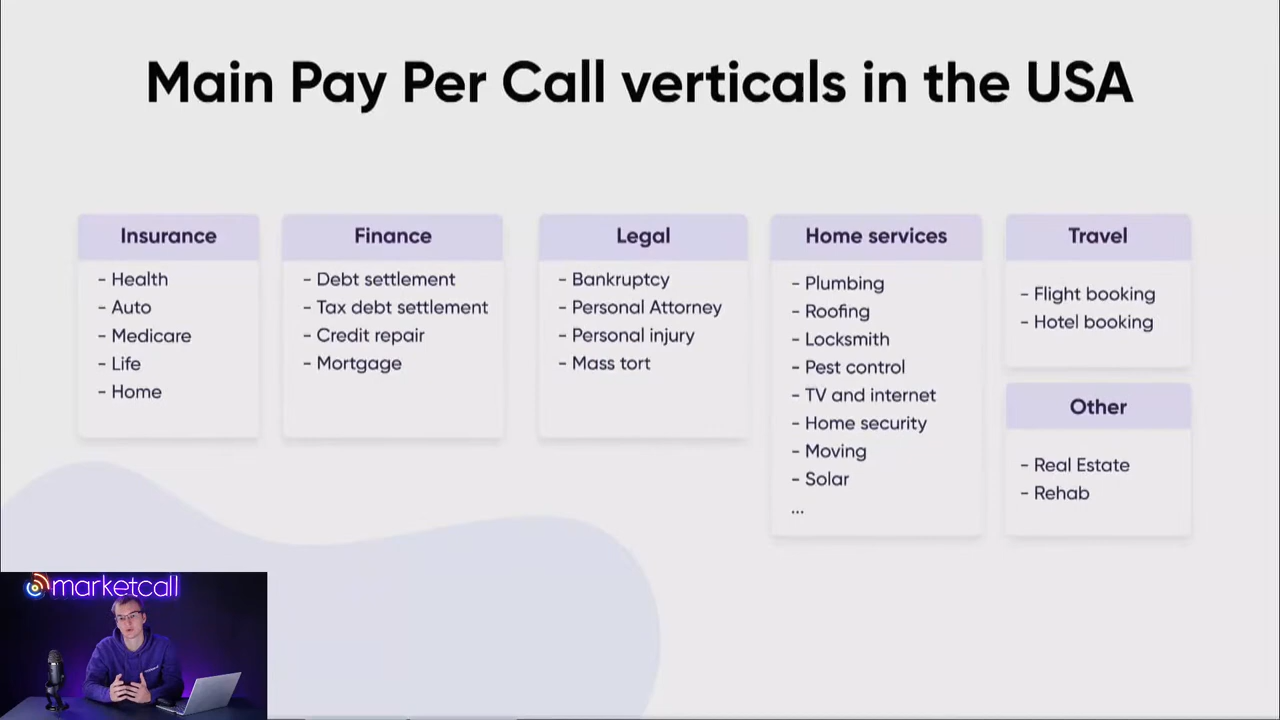 Main Pay Per Call verticals in the USA
Insurance
- Health
- Auto
- Medicare
- Life
- Home
Finance
- Debt settlement
- Tax debt settlement
- Credit repair
- Mortgage
Legal
- Bankruptcy
- Personal Attorney
- Personal injury
- Mass tort
Home services
- Plumbing
- Roofing
- Locksmith
- Pest control
- TV and internet
- Home security
- Moving
- Solar
...
Travel
- Flight booking
- Hotel booking
Other
- Real Estate
- Rehab
marketcall